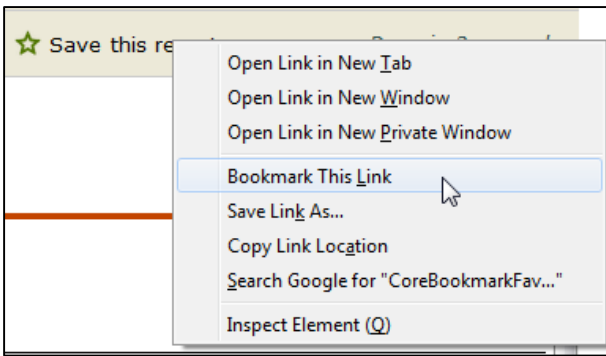 Save this re
Open Link in New Tab
Open Link in New Window
Open Link in New Private Window
Bookmark This Link
Save Link As...
Copy Link Location
Search Google for "CoreBookmarkFav..."
Inspect Element (Q)